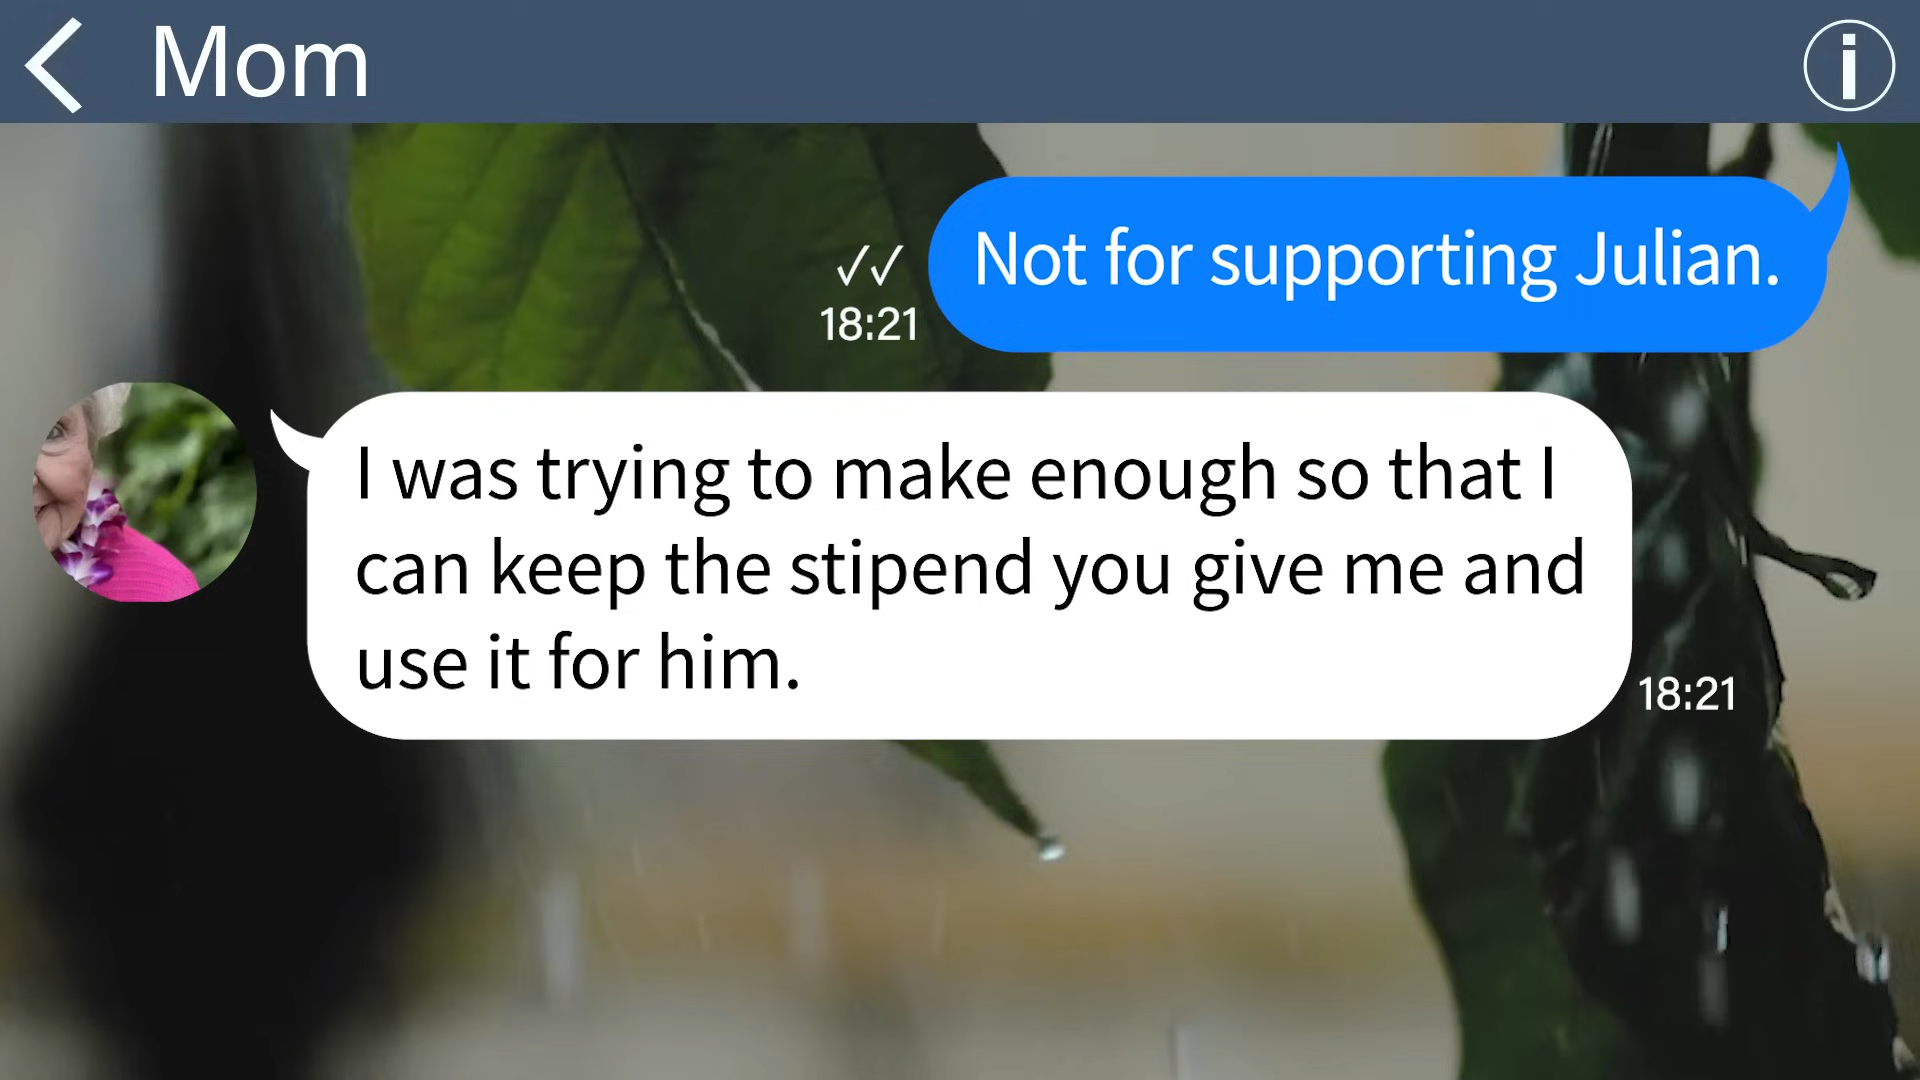 Mom
i
Not for supporting Julian.
✓✓
18:21
I was trying to make enough so that I
can keep the stipend you give me and
use it for him.
18:21